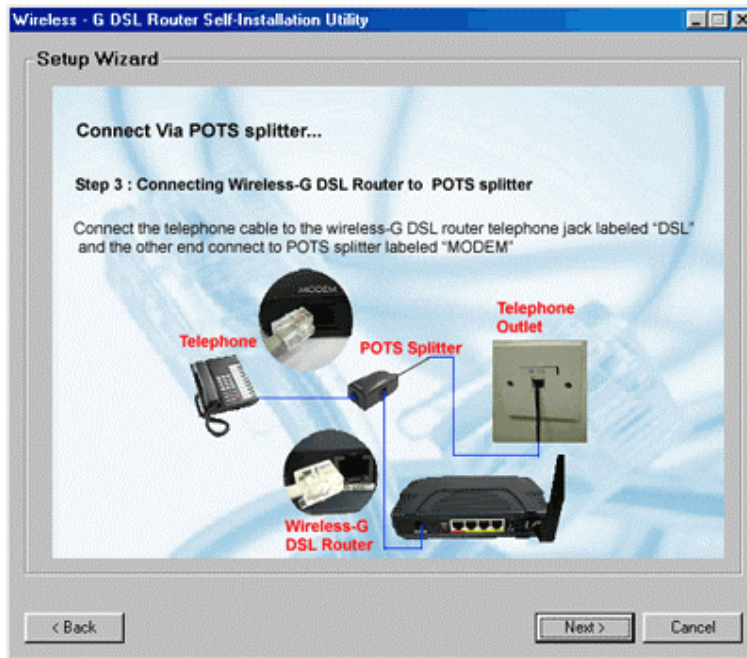 Wireless - G DSL Router Self-Installation Utility
Setup Wizard
Connect Via POTS splitter...
Step 3 : Connecting Wireless-G DSL Router to POTS splitter
Connect the telephone cable to the wireless-G DSL router telephone jack labeled “DSL”
and the other end connect to POTS splitter labeled “MODEM”
MODEM
Telephone
Outlet
Telephone
POTS Splitter
Wireless-G
DSL Router
< Back
Next >
Cancel